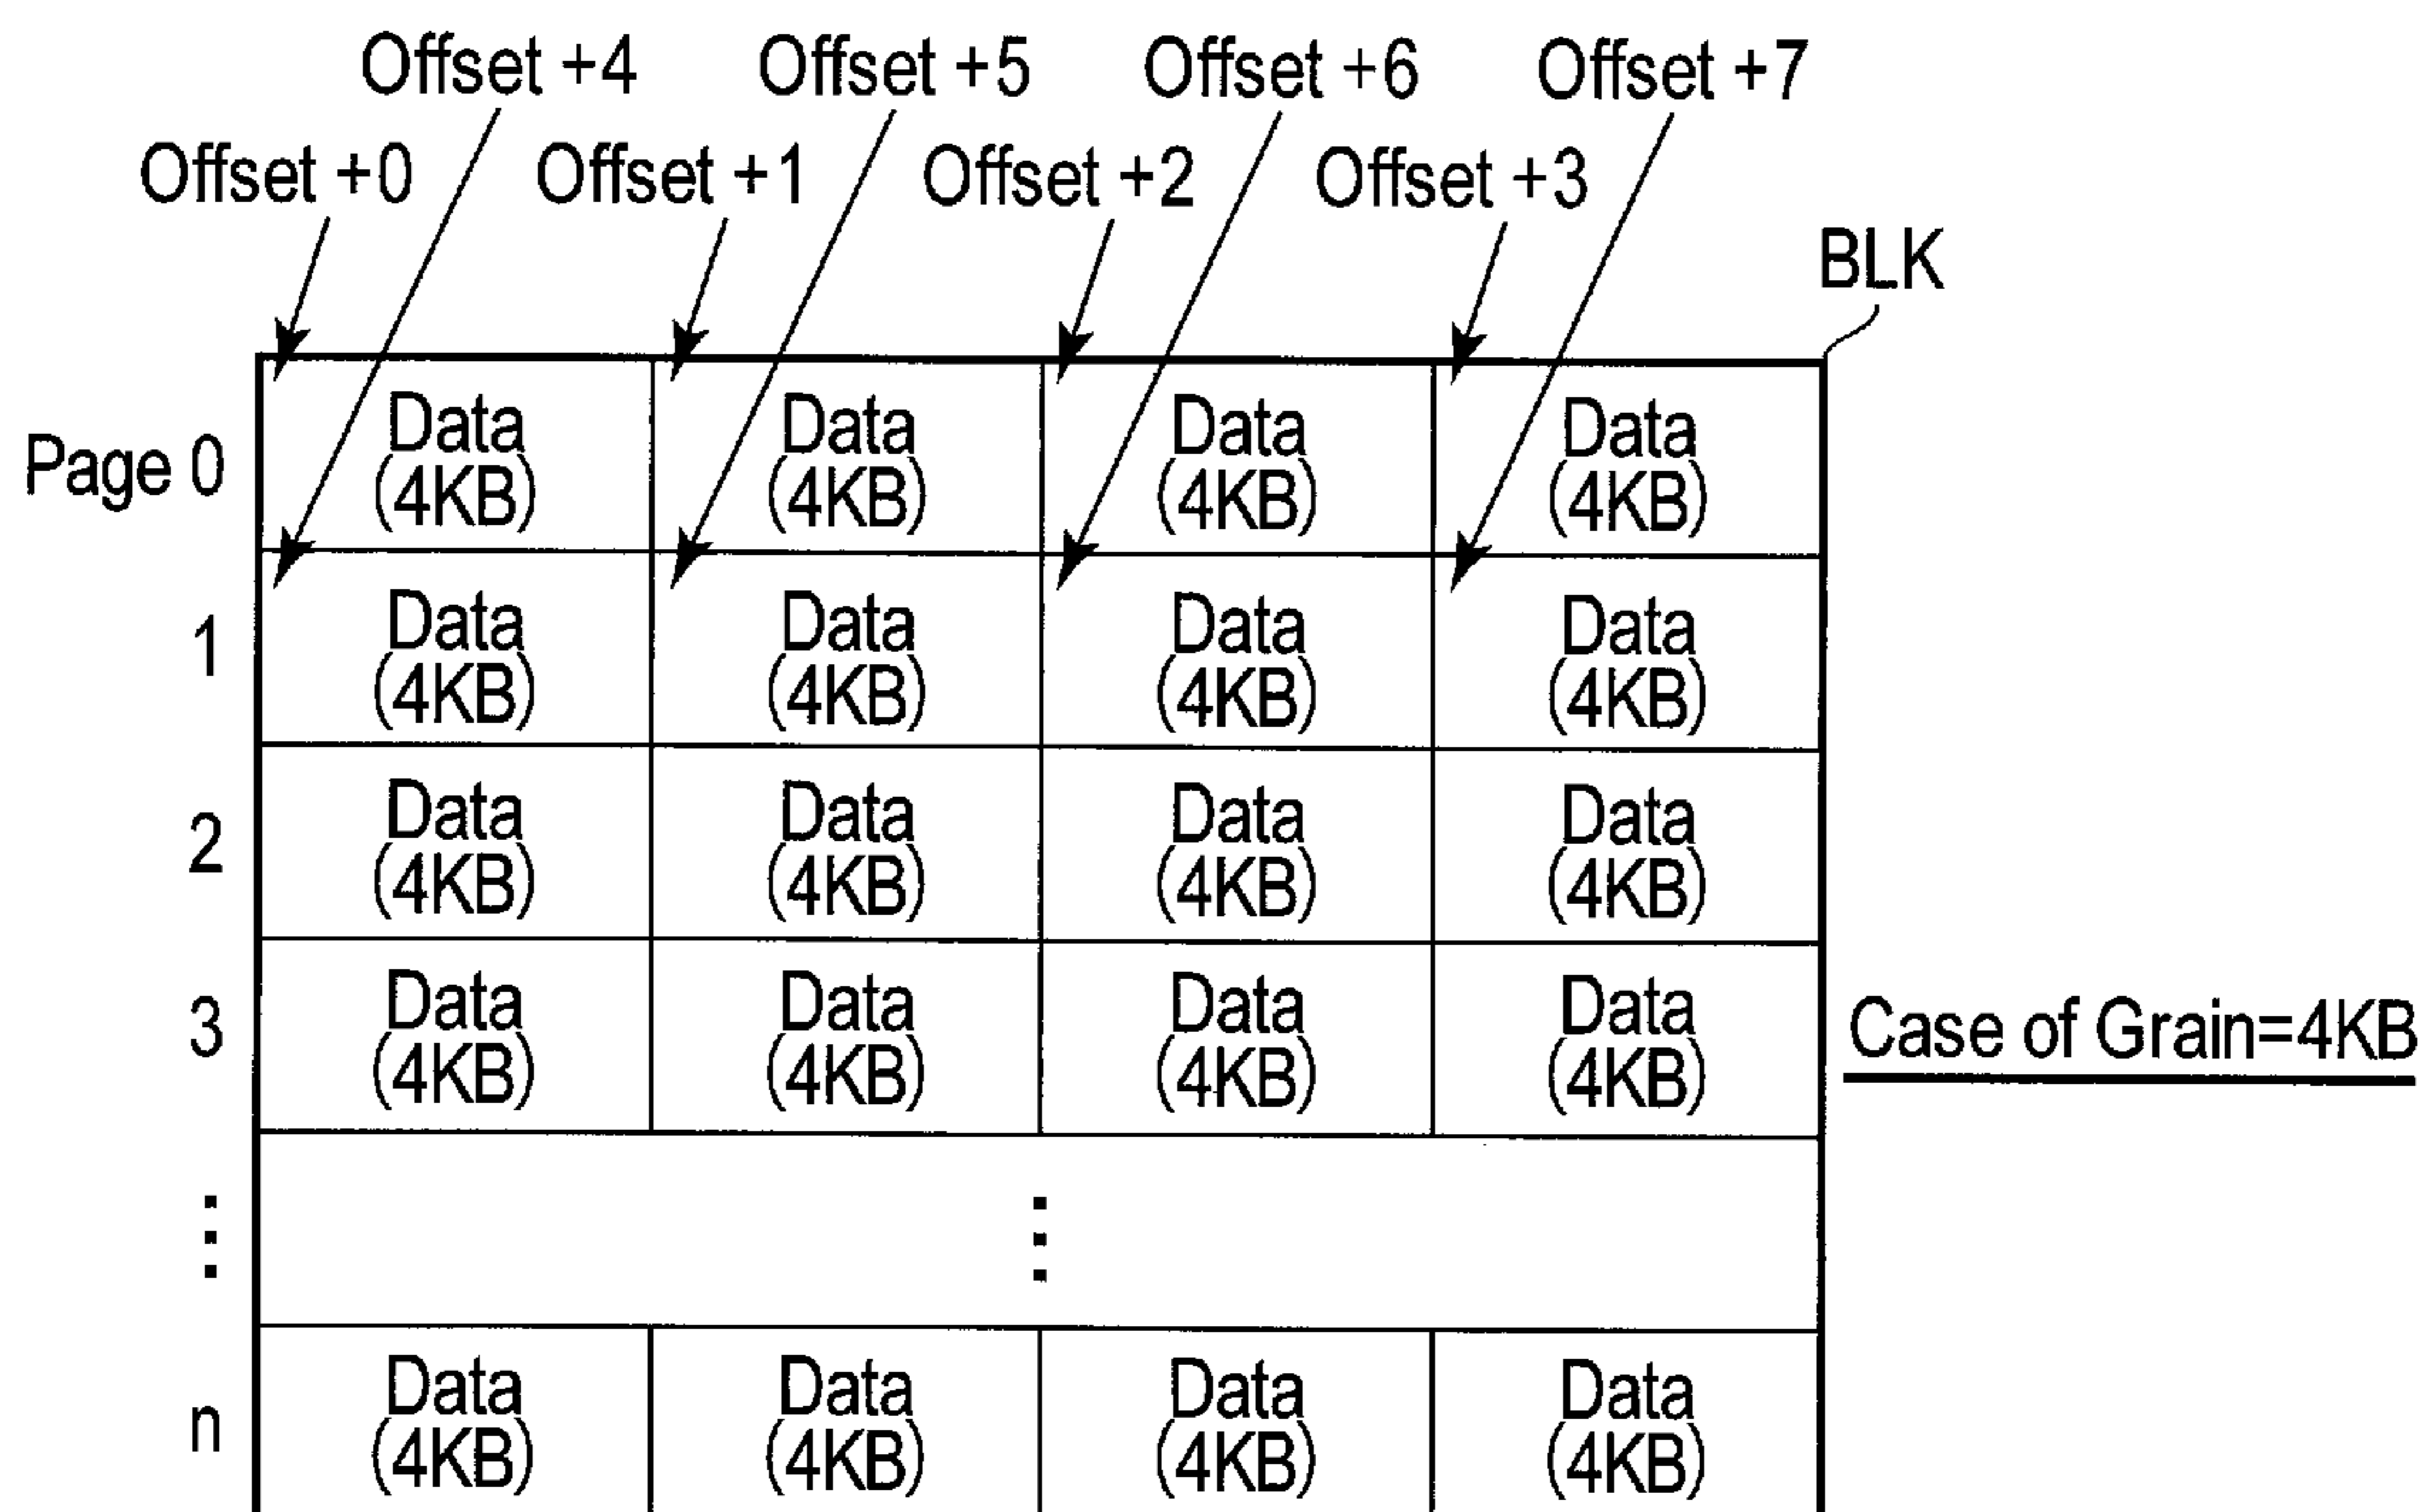 Offset +4 Offset +5 Offset +6 Offset +7
Offset +0 Offset +1 Offset +2 Offset +3
BLK
Page 0 Data (4KB) Data (4KB) Data (4KB) Data (4KB)
1 Data (4KB) Data (4KB) Data (4KB) Data (4KB)
2 Data (4KB) Data (4KB) Data (4KB) Data (4KB)
3 Data (4KB) Data (4KB) Data (4KB) Data (4KB)
Case of Grain=4KB
n Data (4KB) Data (4KB) Data (4KB) Data (4KB)